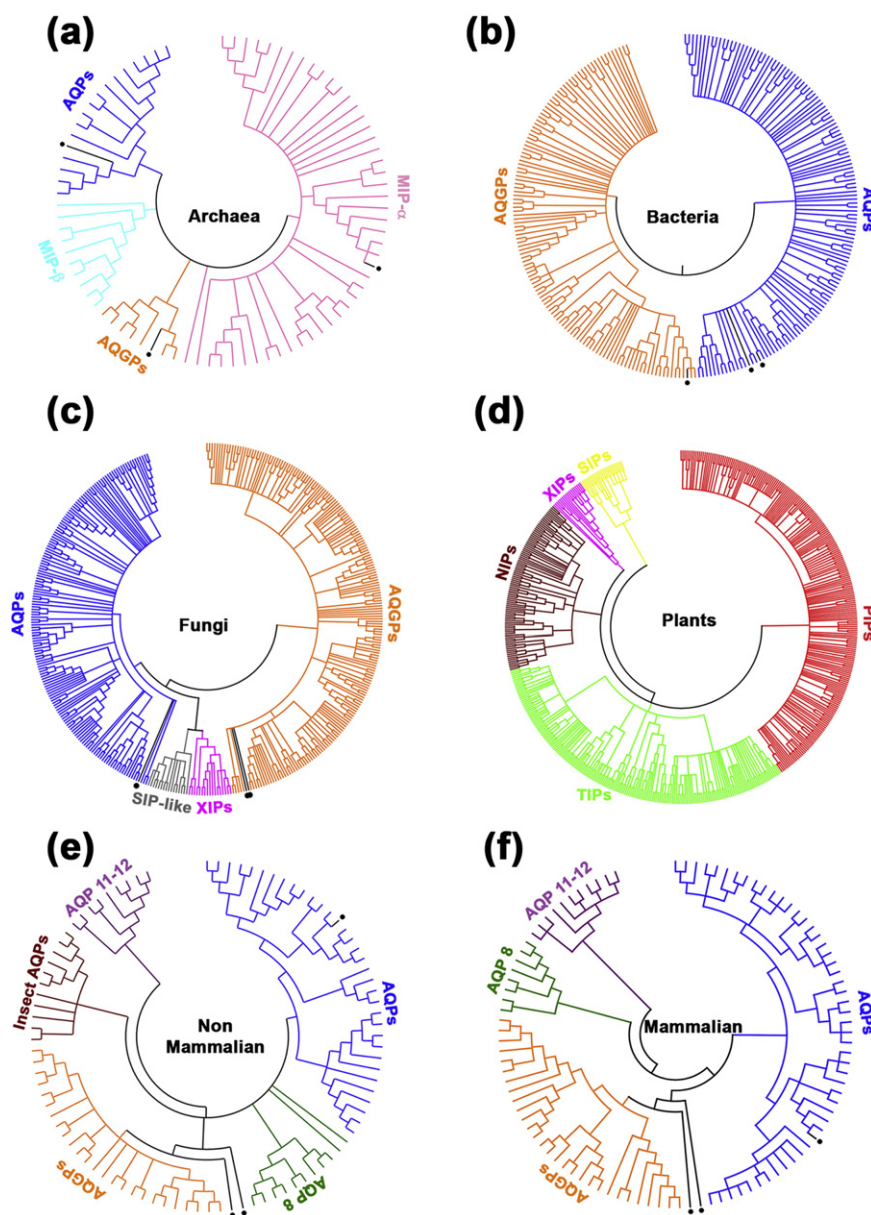 (a)
AQPs
MIP-α
Archaea
MIP-β
AQGPs
(b)
AQGPs
Bacteria
AQPs
(c)
AQPs
Fungi
AQGPs
SIP-like
XIPs
(d)
SIPs
XIPs
NIPs
Plants
PIPs
TIPs
(e)
AQP 11-12
Insect AQPs
Non
Mammalian
AQPs
AQGPs
AQP 8
(f)
AQP 11-12
AQP 8
Mammalian
AQPs
AQGPs